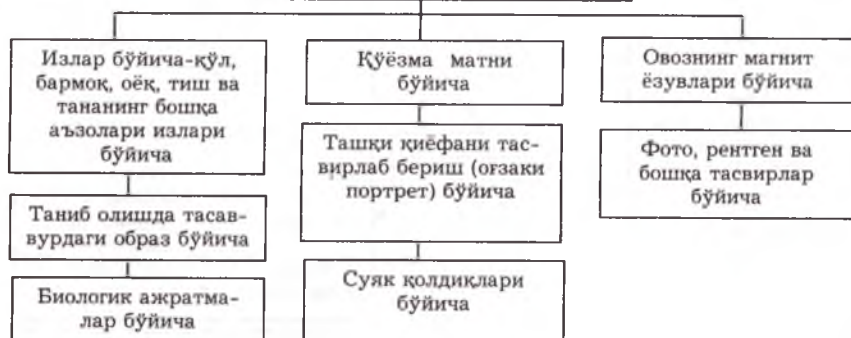 Излар бўйича-қўл,
бармоқ, оёқ, тиш ва
тананинг бошқа
аъзолари излари
бўйича
Таниб олишда тасав-
вурдаги образ бўйича
Биологик ажратма-
лар бўйича
Қўёзма матни
бўйича
Ташқи қиёфани тас-
вирлаб бериш (оғзаки
портрет) бўйича
Суяк қолдиқлари
бўйича
Овознинг магнит
ёзувлари бўйича
Фото, рентген ва
бошқа тасвирлар
бўйича